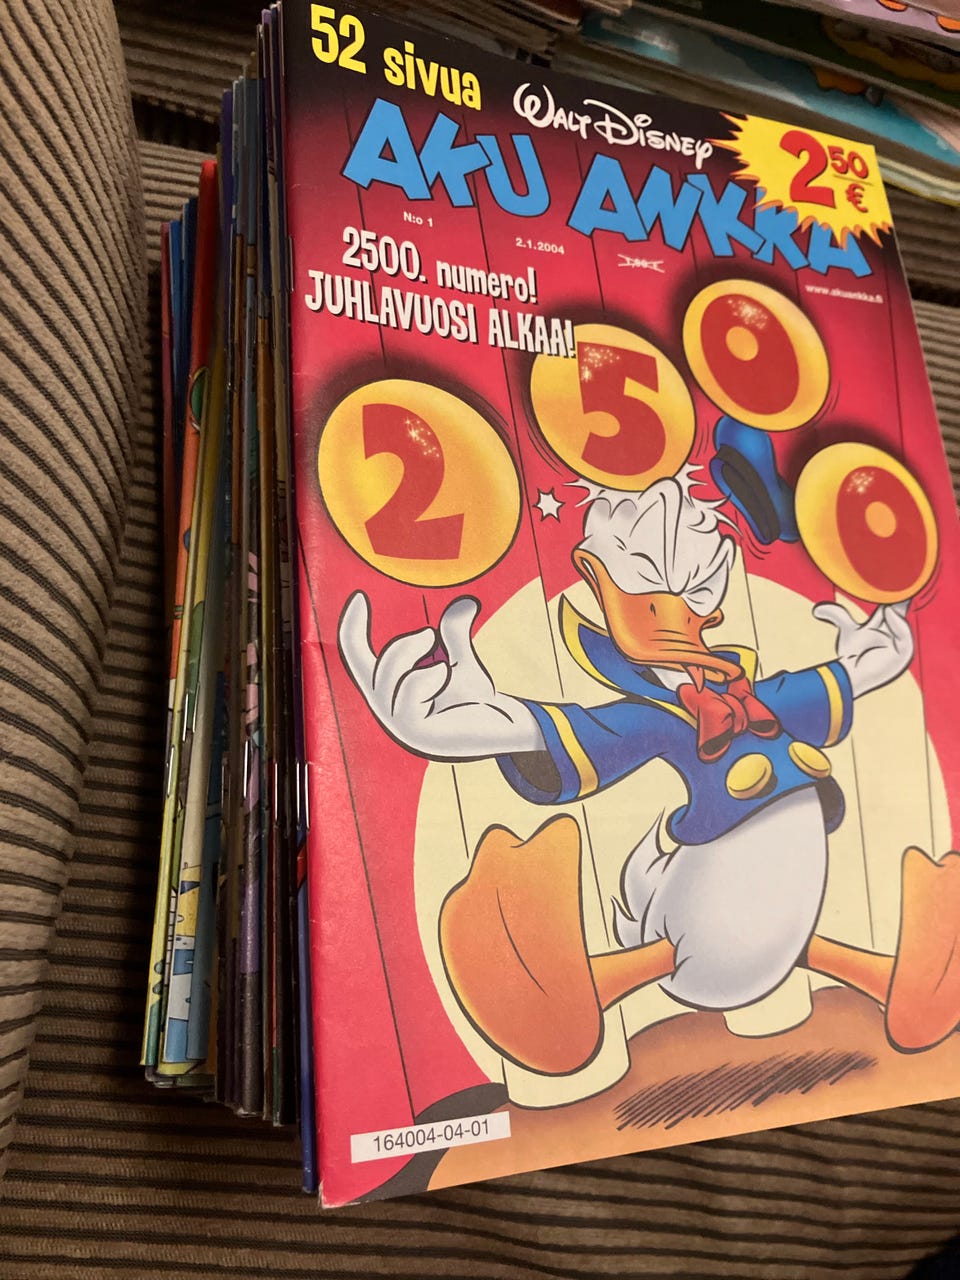 52 sivua
WALT DISNEY
AKU ANKKA
2 50 €
N:o 1
2.1.2004
www.akuankka.fi
2500. numero!
JUHLAVUOSI ALKAA!
2
5
0
0
164004-04-01